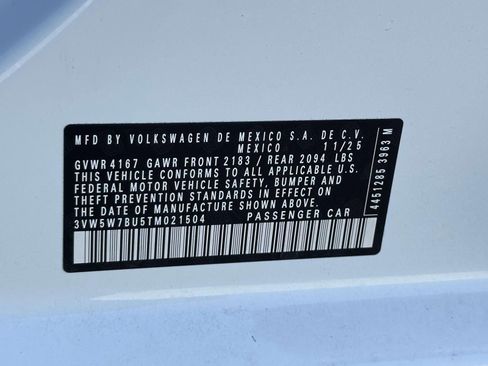 MFD BY VOLKSWAGEN DE MEXICO S.A. DE C.V.
MEXICO 11/25
GVWR 4167 GAWR FRONT 2183 / REAR 2094 LBS
THIS VEHICLE CONFORMS TO ALL APPLICABLE U.S.
FEDERAL MOTOR VEHICLE SAFETY, BUMPER AND
THEFT PREVENTION STANDARDS IN EFFECT ON
THE DATE OF MANUFACTURE SHOWN ABOVE.
3VW5W7BU5TM021504 PASSENGER CAR
4451285 3963 M